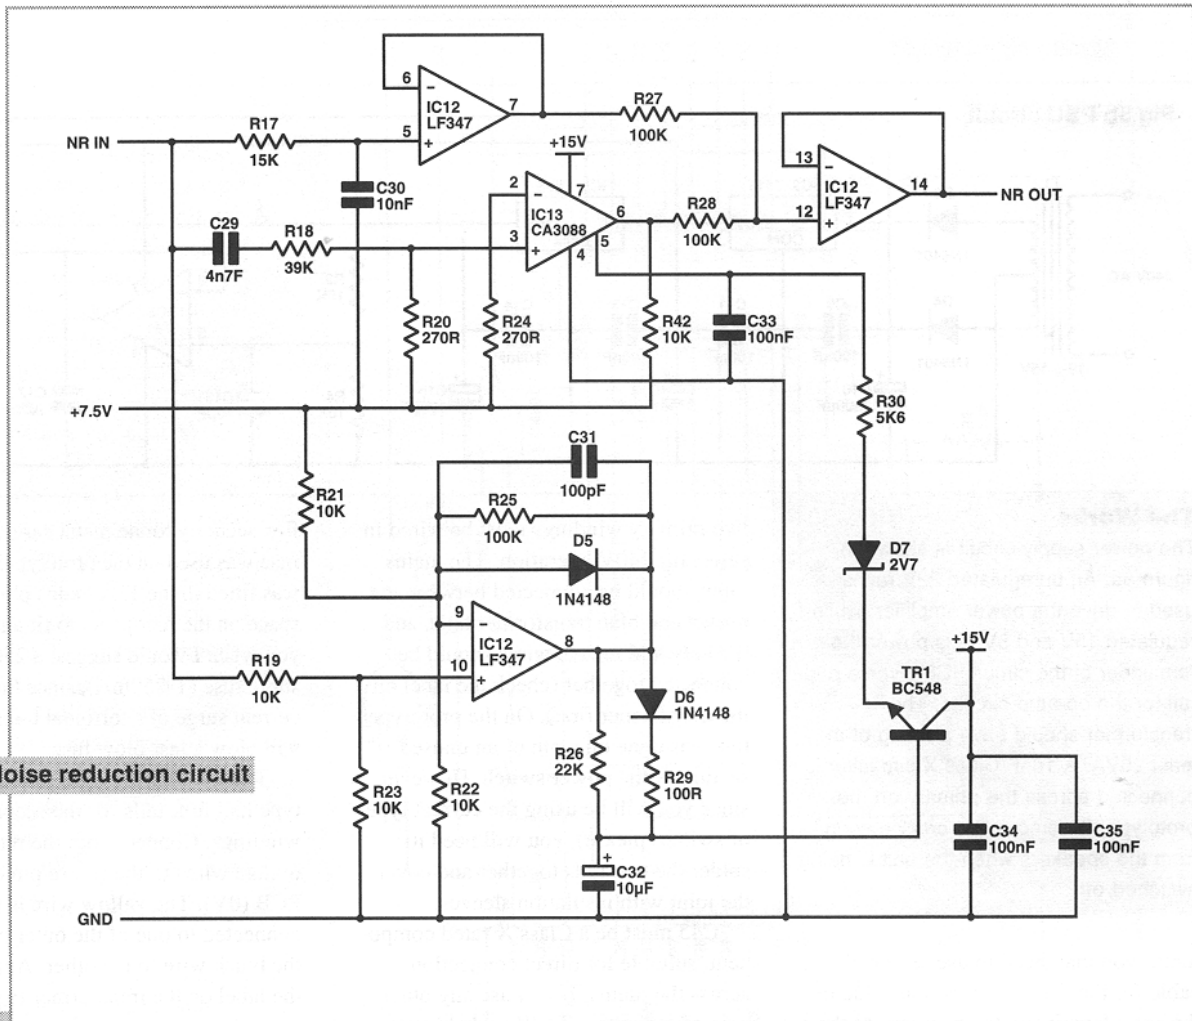 6
−
IC12
LF347
7
5
+
R27
100K
NR IN
R17
15K
C30
10nF
+15V
13
−
IC12
LF347
14
12
+
NR OUT
2
−
7
IC13
CA3088
6
3
+
5
4
R28
100K
C29
4n7F
R18
39K
R20
270R
R24
270R
R42
10K
C33
100nF
R30
5K6
+7.5V
C31
100pF
R21
10K
R25
100K
D5
1N4148
D7
2V7
9
−
IC12
LF347
8
10
+
R19
10K
D6
1N4148
+15V
TR1
BC548
R26
22K
R29
100R
oise reduction circuit
R23
10K
R22
10K
+
C32
10µF
C34
100nF
C35
100nF
GND